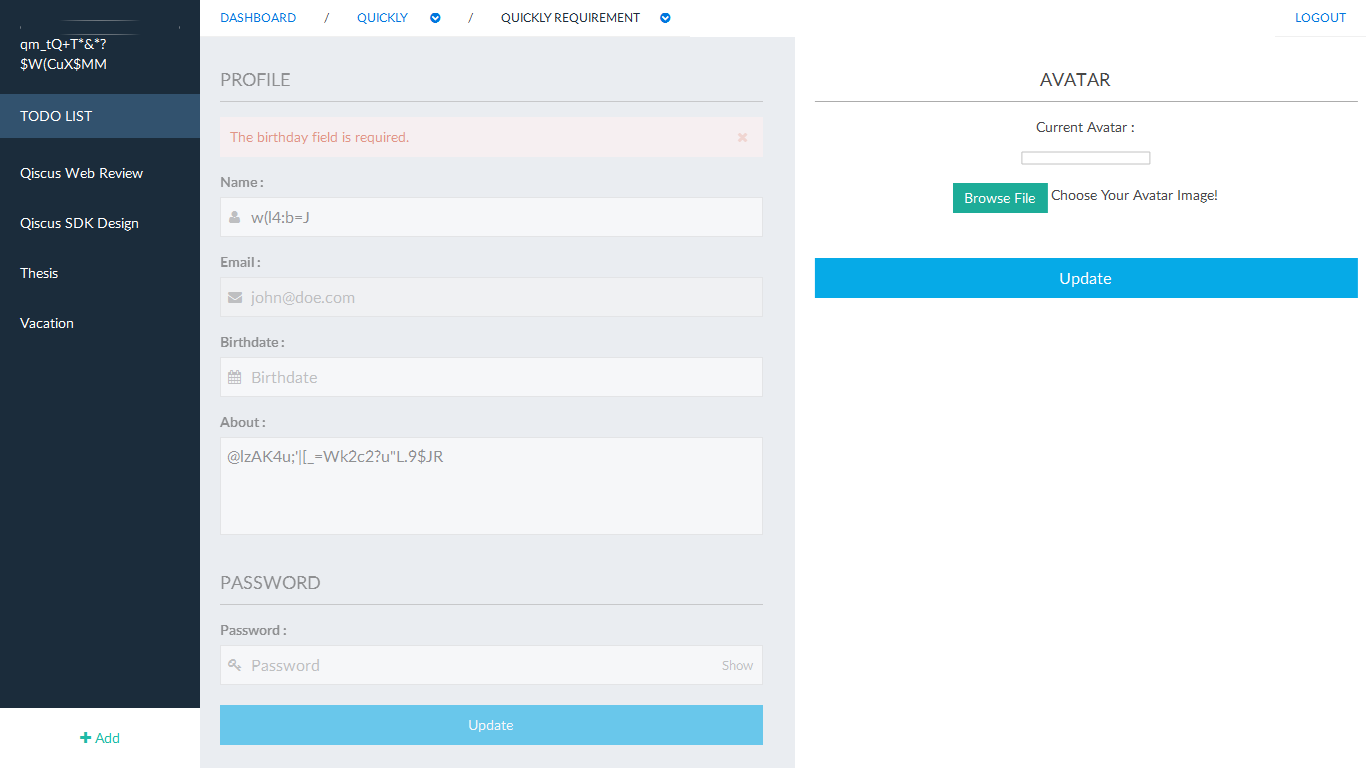 qm_tQ+T*&*?
$W(CuX$MM
TODO LIST
Qiscus Web Review
Qiscus SDK Design
Thesis
Vacation
Add
DASHBOARD / QUICKLY / QUICKLY REQUIREMENT
LOGOUT
PROFILE
The birthday field is required.
Name :
w(l4:b=J
Email :
john@doe.com
Birthdate :
Birthdate
About :
@lzAK4u;'|[_=Wk2c2?u"L.9$JR
PASSWORD
Password :
Password Show
Update
AVATAR
Current Avatar :
Browse File Choose Your Avatar Image!
Update